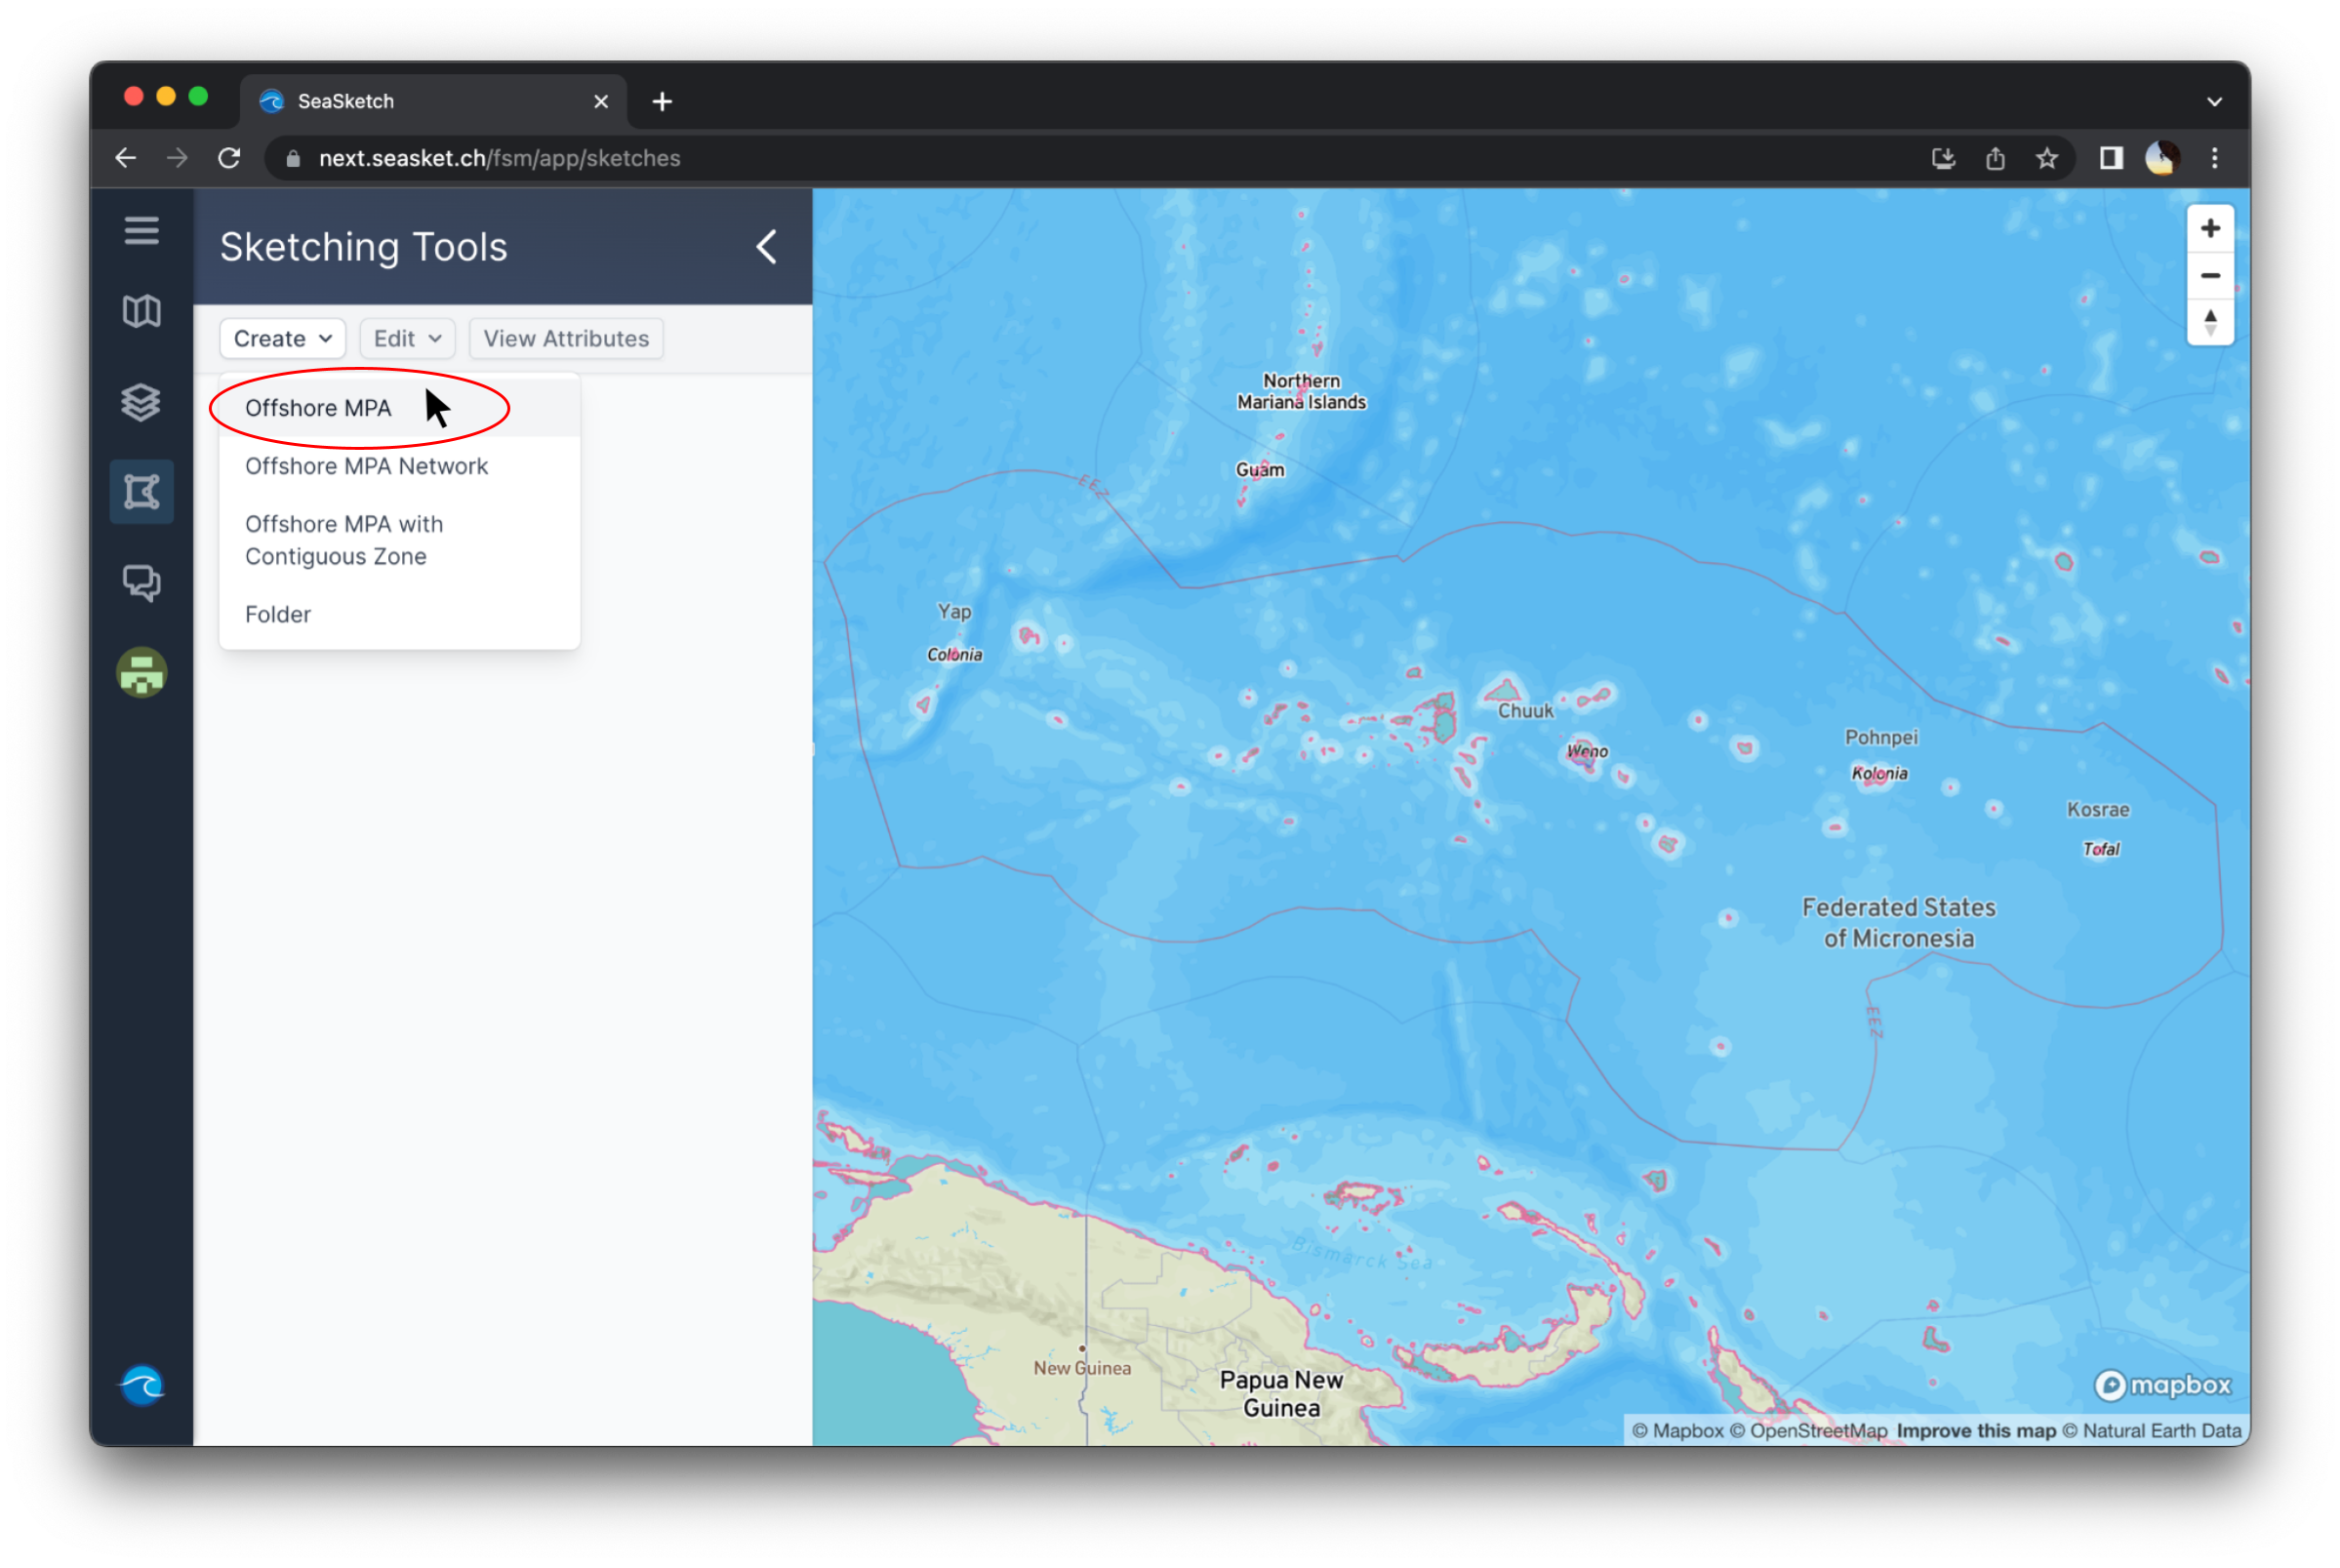 SeaSketch
next.seasket.ch/fsm/app/sketches
Sketching Tools
Create
Edit
View Attributes
Offshore MPA
Offshore MPA Network
Offshore MPA with
Contiguous Zone
Folder
Northern
Mariana Islands
Guam
EEZ
Yap
Colonia
Chuuk
Weno
Pohnpei
Kolonia
Kosrae
Tofal
Federated States
of Micronesia
EEZ
Bismarck Sea
New Guinea
Papua New
Guinea
mapbox
© Mapbox © OpenStreetMap Improve this map © Natural Earth Data